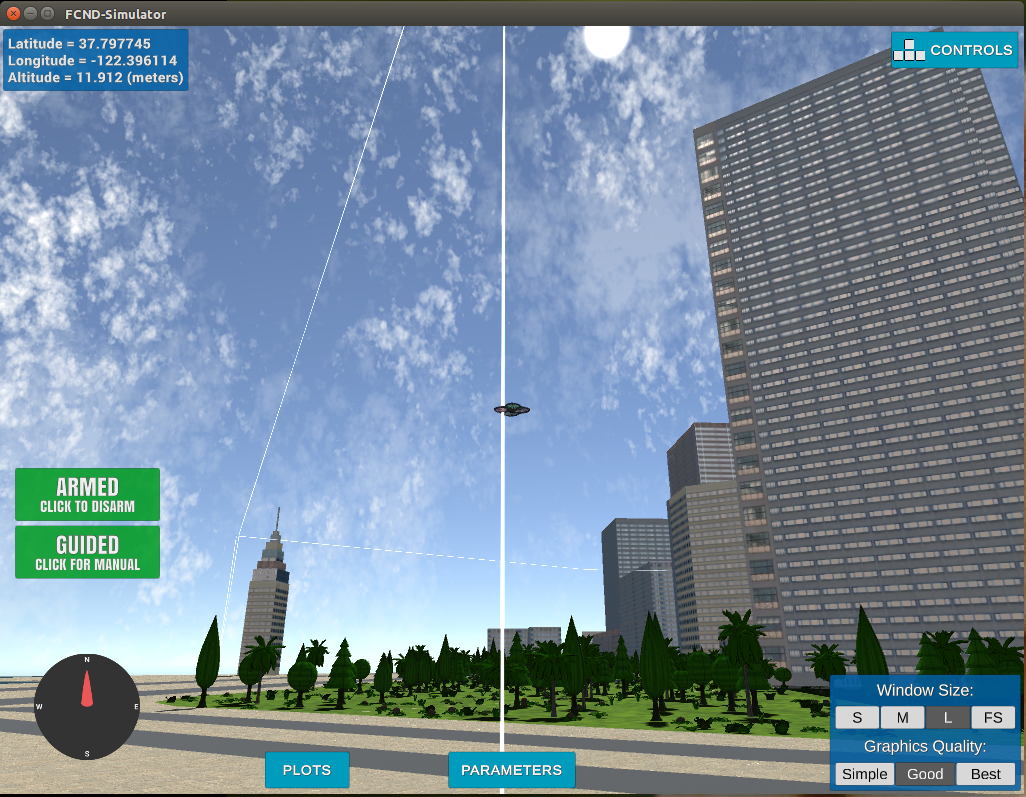 FCND-Simulator
Latitude = 37.797745
Longitude = -122.396114
Altitude = 11.912 (meters)
CONTROLS
ARMED
CLICK TO DISARM
GUIDED
CLICK FOR MANUAL
N
W
E
S
PLOTS
PARAMETERS
Window Size:
S M L FS
Graphics Quality:
Simple Good Best